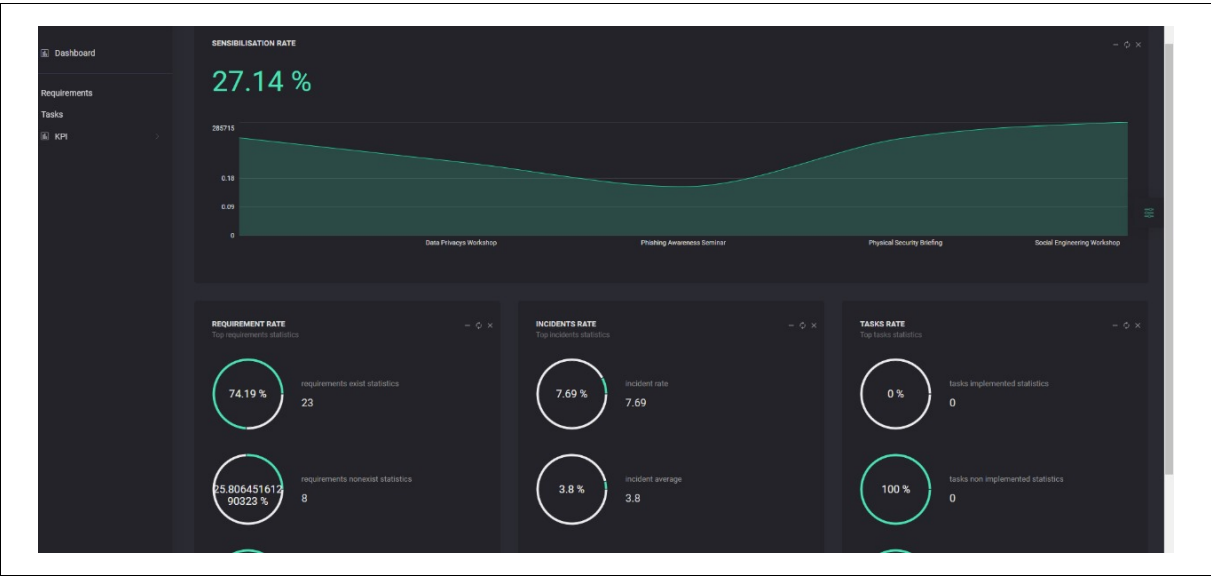 Dashboard
Requirements
Tasks
KPI
SENSIBILISATION RATE
27.14 %
285715
0.18
0.09
0
Data Privacys Workshop
Phishing Awareness Seminar
Physical Security Briefing
Social Engineering Workshop
REQUIREMENT RATE
Top requirements statistics
74.19 %
requirements exist statistics
23
25.806451612
90323 %
requirements nonexist statistics
8
INCIDENTS RATE
Top incidents statistics
7.69 %
incident rate
7.69
3.8 %
incident average
3.8
TASKS RATE
Top tasks statistics
0 %
tasks implemented statistics
0
100 %
tasks non implemented statistics
0